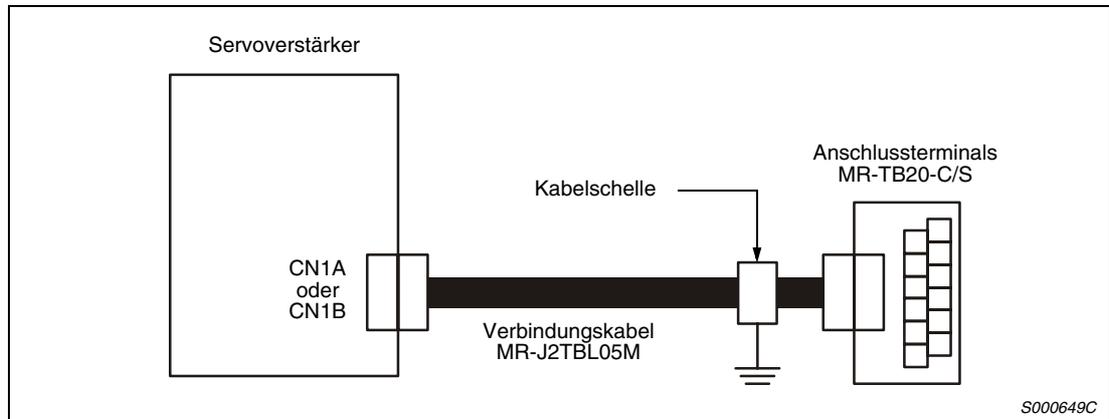 Servoverstärker
Anschlussterminals
MR-TB20-C/S
Kabelschelle
CN1A
oder
CN1B
Verbindungskabel
MR-J2TBL05M
S000649C